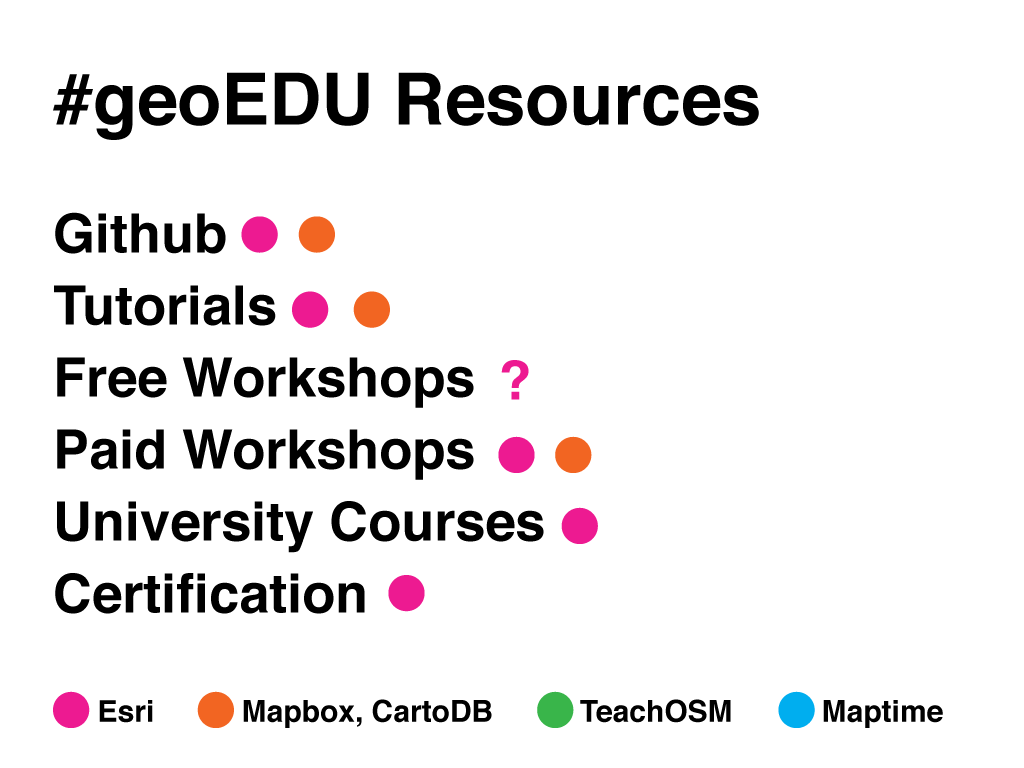 #geoEDU Resources
Github
Tutorials
Free Workshops ?
Paid Workshops
University Courses
Certification
Esri Mapbox, CartoDB TeachOSM Maptime